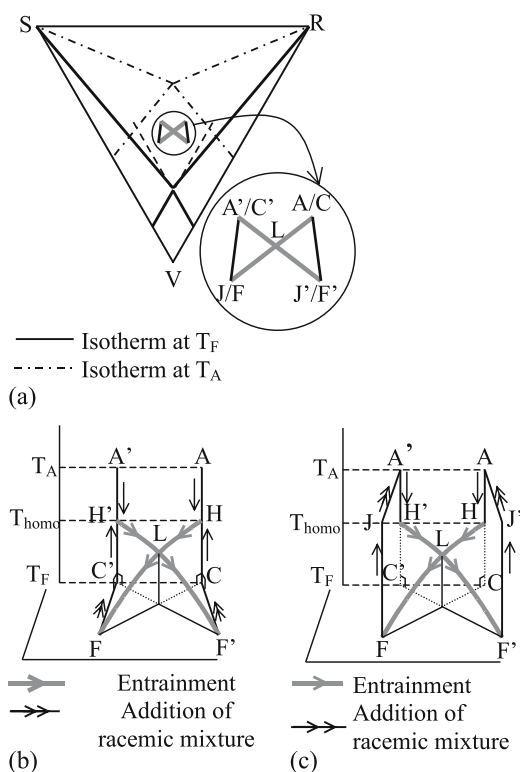 S
R
A'/C'
A/C
L
J/F
J'/F'
V
Isotherm at T_F
Isotherm at T_A
(a)
T_A
A'
A
T_homo
H'
H
L
T_F
C'
C
F
F'
Entrainment
Addition of
racemic mixture
(b)
T_A
A'
A
T_homo
J
H'
H
J'
L
T_F
C'
C
F
F'
Entrainment
Addition of
racemic mixture
(c)